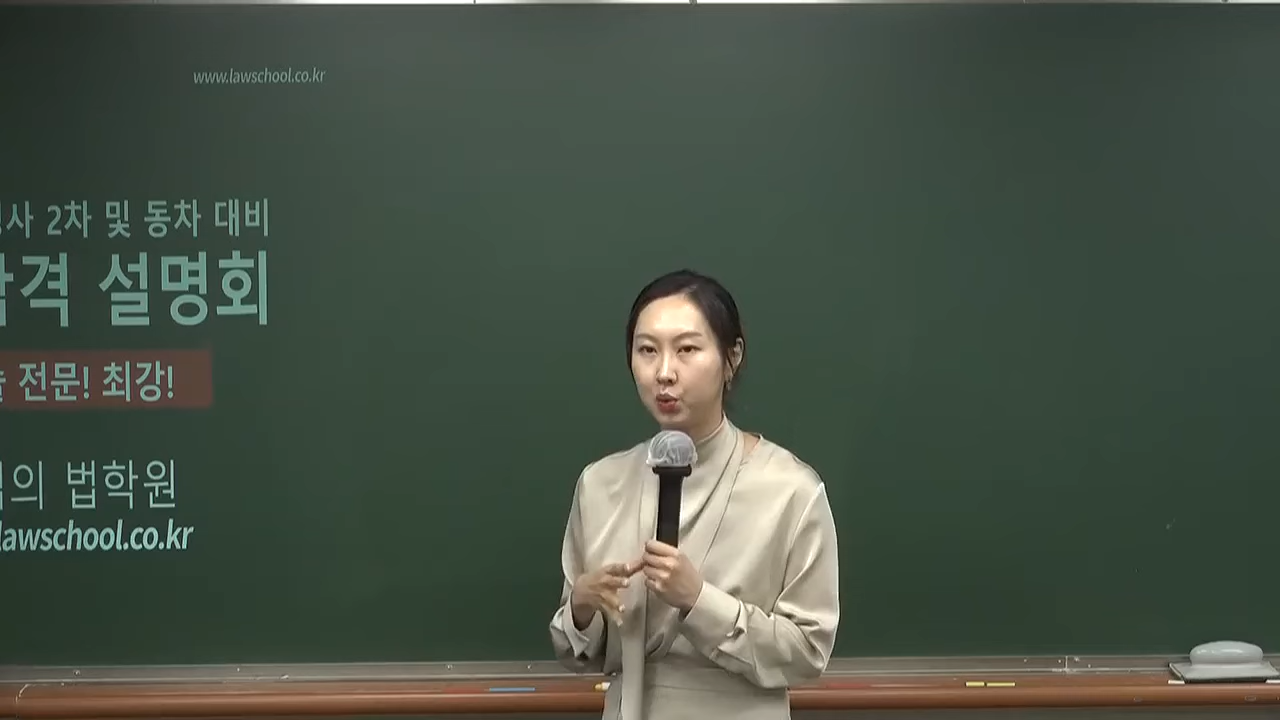 www.lawschool.co.kr
사 2차 및 동차 대비
격 설명회
전문! 최강!
의 법학원
lawschool.co.kr